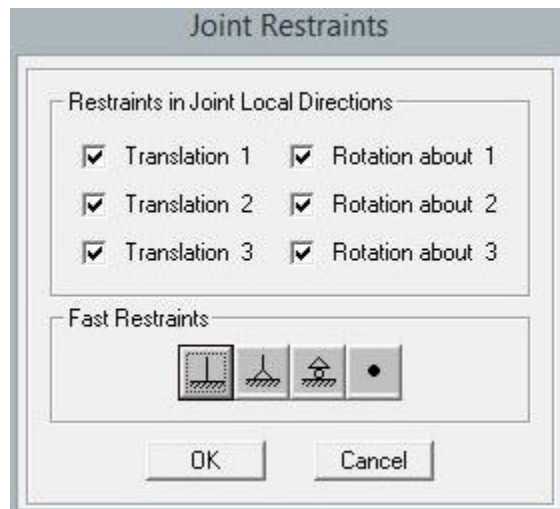 Joint Restraints
Restraints in Joint Local Directions
Translation 1 Rotation about 1
Translation 2 Rotation about 2
Translation 3 Rotation about 3
Fast Restraints
OK Cancel